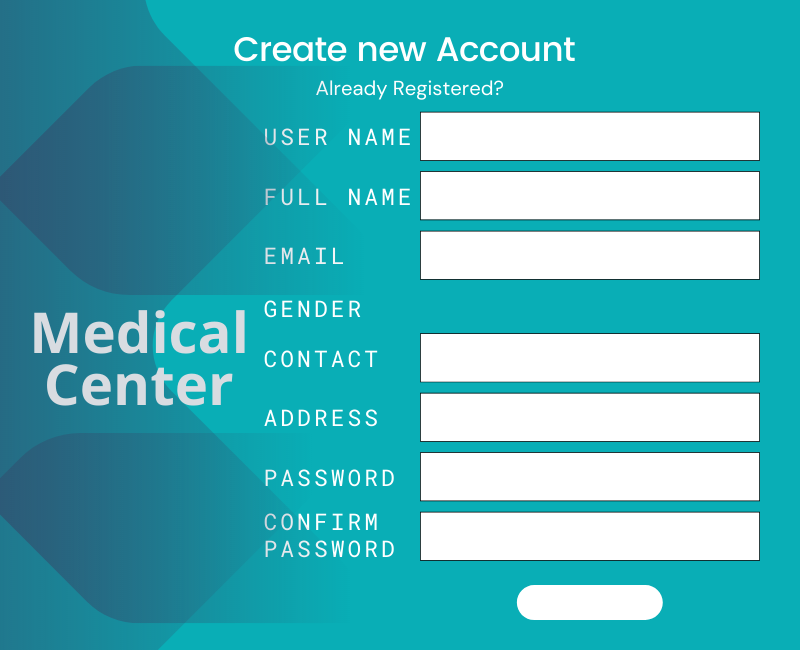 Create new Account
Already Registered?
USER NAME
FULL NAME
EMAIL
GENDER
Medical
Center
CONTACT
ADDRESS
PASSWORD
CONFIRM
PASSWORD